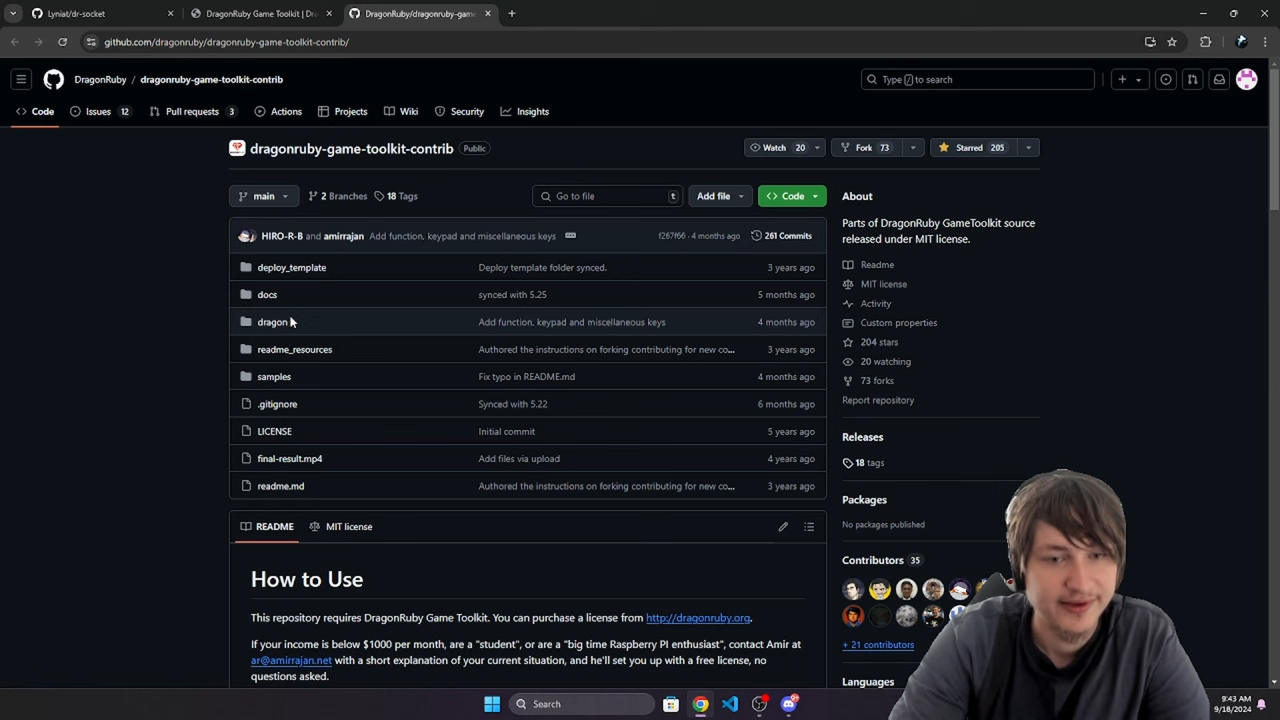 Lyniat/dr-socket
DragonRuby Game Toolkit | Dra
DragonRuby/dragonruby-game-
github.com/dragonruby/dragonruby-game-toolkit-contrib/
DragonRuby / dragonruby-game-toolkit-contrib
Type / to search
Code
Issues 12
Pull requests 3
Actions
Projects
Wiki
Security
Insights
dragonruby-game-toolkit-contrib Public
Watch 20
Fork 73
Starred 205
main
2 Branches
18 Tags
Go to file t
Add file
Code
HIRO-R-B and amirrajan Add function, keypad and miscellaneous keys f267f66 · 4 months ago 261 Commits
deploy_template Deploy template folder synced. 3 years ago
docs synced with 5.25 5 months ago
dragon Add function, keypad and miscellaneous keys 4 months ago
readme_resources Authored the instructions on forking contributing for new co... 3 years ago
samples Fix typo in README.md 4 months ago
.gitignore Synced with 5.22 6 months ago
LICENSE Initial commit 5 years ago
final-result.mp4 Add files via upload 4 years ago
readme.md Authored the instructions on forking contributing for new co... 3 years ago
README
MIT license
How to Use
This repository requires DragonRuby Game Toolkit. You can purchase a license from http://dragonruby.org.
If your income is below $1000 per month, are a "student", or are a "big time Raspberry PI enthusiast", contact Amir at
ar@amirrajan.net with a short explanation of your current situation, and he'll set you up with a free license, no
questions asked.
About
Parts of DragonRuby GameToolkit source
released under MIT license.
Readme
MIT license
Activity
Custom properties
204 stars
20 watching
73 forks
Report repository
Releases
18 tags
Packages
No packages published
Contributors 35
+ 21 contributors
Languages
Search
9:43 AM
9/18/2024